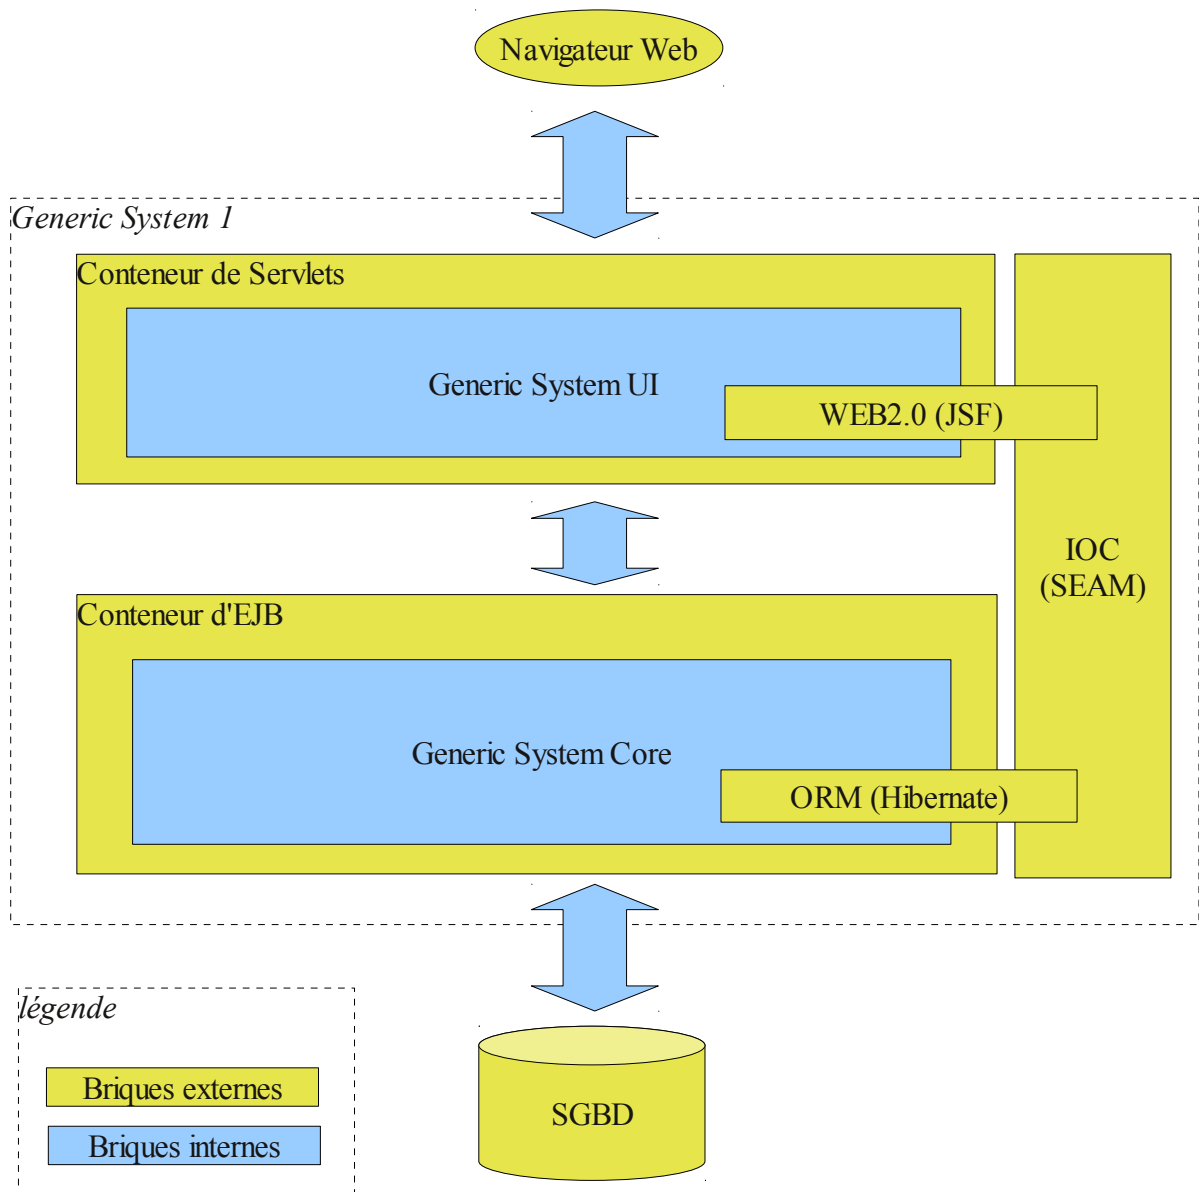 Navigateur Web
Generic System 1
Conteneur de Servlets
Generic System UI
WEB2.0 (JSF)
IOC
(SEAM)
Conteneur d'EJB
Generic System Core
ORM (Hibernate)
légende
Briques externes
Briques internes
SGBD